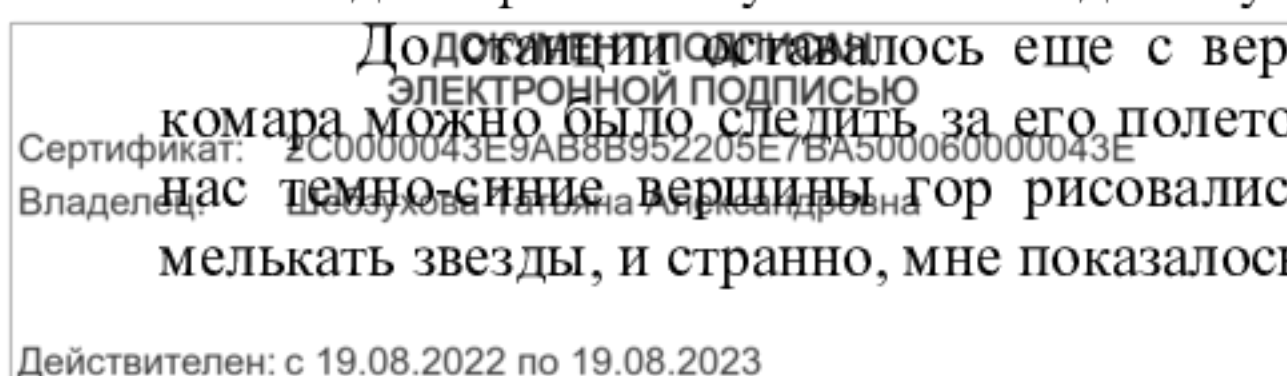 До станции оставалось еще с вер
ДОКУМЕНТ ПОДПИСАН
ЭЛЕКТРОННОЙ ПОДПИСЬЮ
комара можно было следить за его полето
Сертификат: 2C0000043E9AB8B952205E7BA500060000043E
нас темно-синие вершины гор рисовалис
Владелец: Шебзухова Татьяна Александровна
мелькать звезды, и странно, мне показалось
Действителен: с 19.08.2022 по 19.08.2023